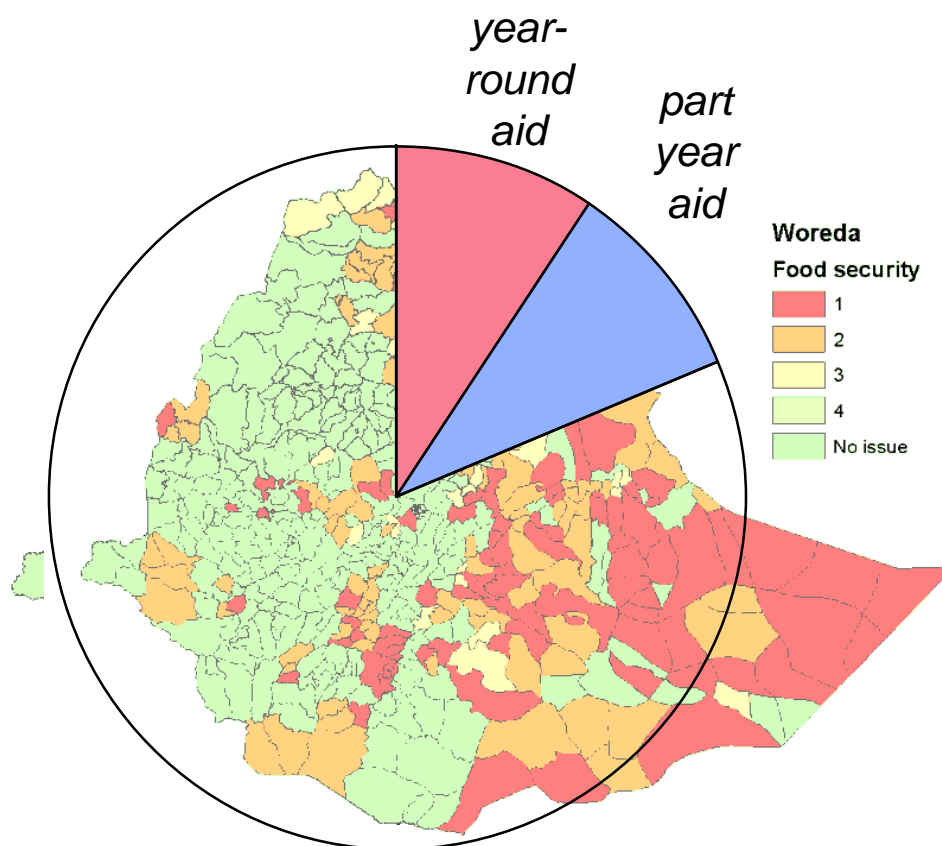 year-
round
aid
part
year
aid
Woreda
Food security
1
2
3
4
No issue